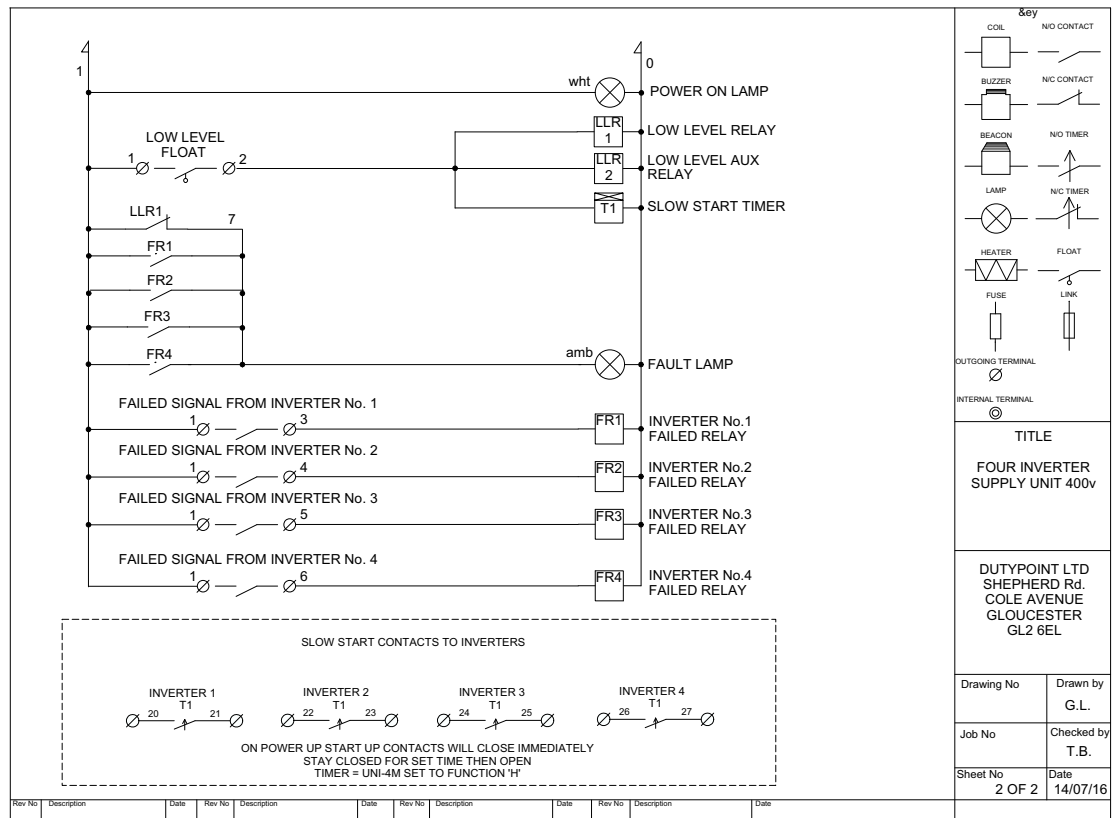 1
0
wht
POWER ON LAMP
LOW LEVEL
FLOAT
1
2
LLR
1
LOW LEVEL RELAY
LLR
2
LOW LEVEL AUX
RELAY
T1
SLOW START TIMER
LLR1
7
FR1
FR2
FR3
FR4
amb
FAULT LAMP
FAILED SIGNAL FROM INVERTER No. 1
1
3
FR1
INVERTER No.1
FAILED RELAY
FAILED SIGNAL FROM INVERTER No. 2
1
4
FR2
INVERTER No.2
FAILED RELAY
FAILED SIGNAL FROM INVERTER No. 3
1
5
FR3
INVERTER No.3
FAILED RELAY
FAILED SIGNAL FROM INVERTER No. 4
1
6
FR4
INVERTER No.4
FAILED RELAY
SLOW START CONTACTS TO INVERTERS
INVERTER 1
T1
20
21
INVERTER 2
T1
22
23
INVERTER 3
T1
24
25
INVERTER 4
T1
26
27
ON POWER UP START UP CONTACTS WILL CLOSE IMMEDIATELY
STAY CLOSED FOR SET TIME THEN OPEN
TIMER = UNI-4M SET TO FUNCTION 'H'
&ey
COIL
N/O CONTACT
BUZZER
N/C CONTACT
BEACON
N/O TIMER
LAMP
N/C TIMER
HEATER
FLOAT
FUSE
LINK
OUTGOING TERMINAL
INTERNAL TERMINAL
TITLE
FOUR INVERTER
SUPPLY UNIT 400v
DUTYPOINT LTD
SHEPHERD Rd.
COLE AVENUE
GLOUCESTER
GL2 6EL
Drawing No
Drawn by
G.L.
Job No
Checked by
T.B.
Sheet No
2 OF 2
Date
14/07/16
Rev No Description Date Rev No Description Date Rev No Description Date Rev No Description Date